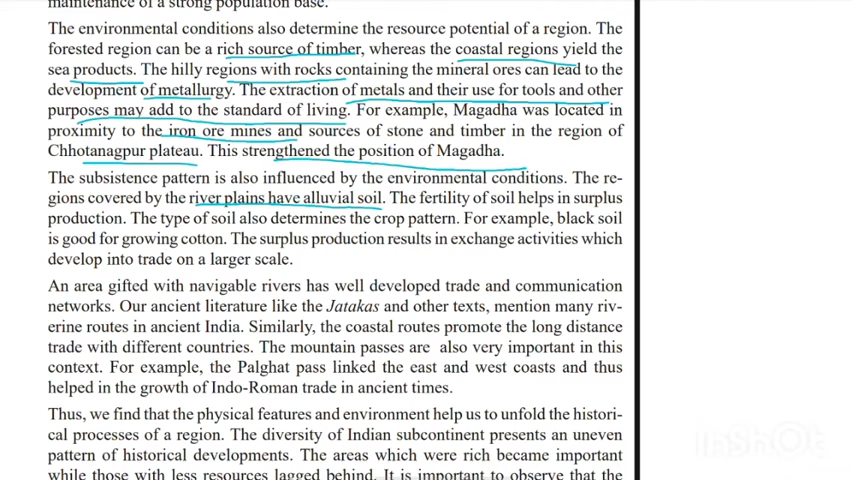 maintenance of a strong population base.
The environmental conditions also determine the resource potential of a region. The
forested region can be a rich source of timber, whereas the coastal regions yield the
sea products. The hilly regions with rocks containing the mineral ores can lead to the
development of metallurgy. The extraction of metals and their use for tools and other
purposes may add to the standard of living. For example, Magadha was located in
proximity to the iron ore mines and sources of stone and timber in the region of
Chhotanagpur plateau. This strengthened the position of Magadha.
The subsistence pattern is also influenced by the environmental conditions. The re-
gions covered by the river plains have alluvial soil. The fertility of soil helps in surplus
production. The type of soil also determines the crop pattern. For example, black soil
is good for growing cotton. The surplus production results in exchange activities which
develop into trade on a larger scale.
An area gifted with navigable rivers has well developed trade and communication
networks. Our ancient literature like the Jatakas and other texts, mention many riv-
erine routes in ancient India. Similarly, the coastal routes promote the long distance
trade with different countries. The mountain passes are also very important in this
context. For example, the Palghat pass linked the east and west coasts and thus
helped in the growth of Indo-Roman trade in ancient times.
Thus, we find that the physical features and environment help us to unfold the histori-
cal processes of a region. The diversity of Indian subcontinent presents an uneven
pattern of historical developments. The areas which were rich became important
while those with less resources lagged behind. It is important to observe that the
InShOt